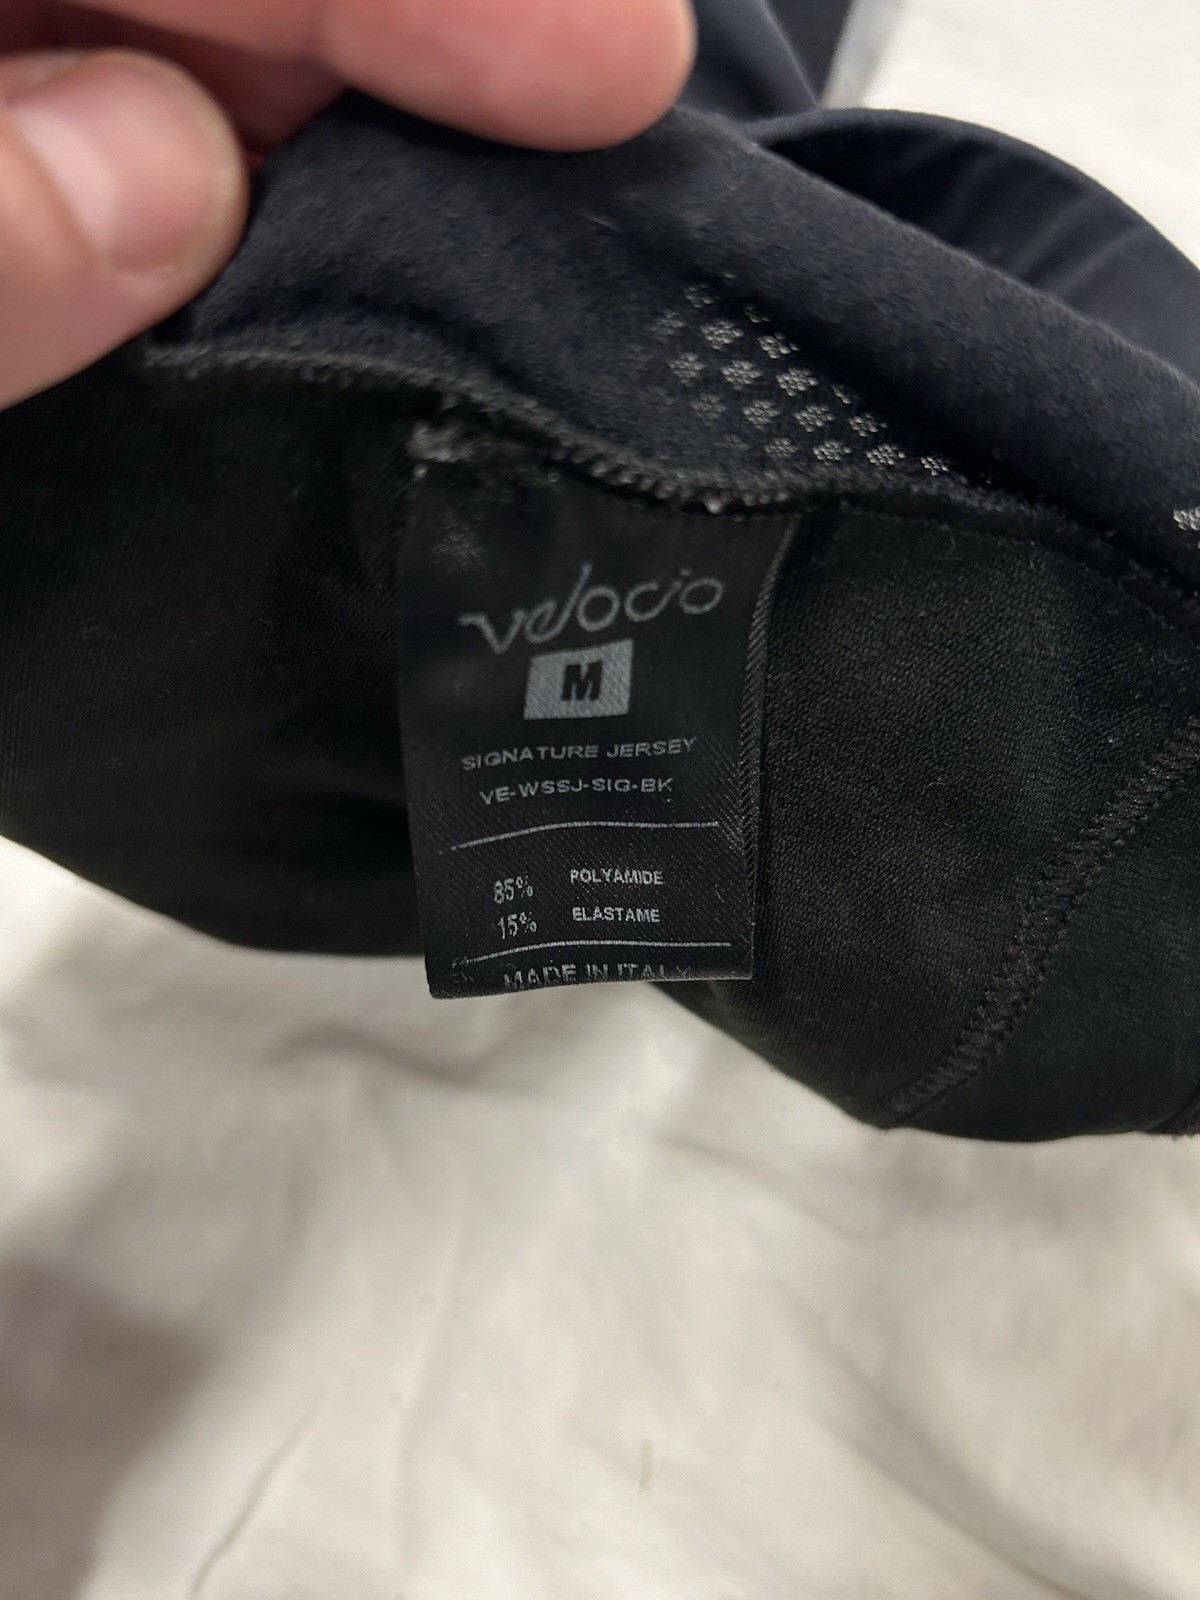 velocio
M
SIGNATURE JERSEY
VE-WSSJ-SIG-BK
85% POLYAMIDE
15% ELASTAME
MADE IN ITALY